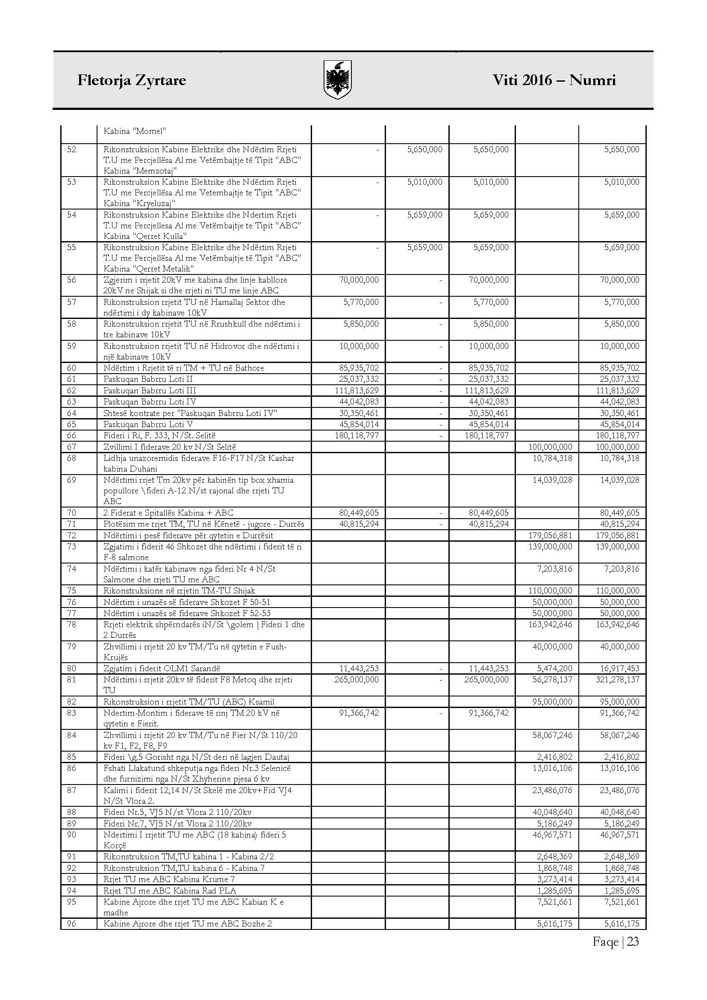 Fletorja Zyrtare
Viti 2016 – Numri
Kabina "Momel"
52 Rikonstruksion Kabine Elektrike dhe Ndërtim Rrjeti - 5,650,000 5,650,000 5,650,000
T.U me Percjellësa Al me Vetëmbajtje të Tipit "ABC"
Kabina "Memzotaj"
53 Rikonstruksion Kabine Elektrike dhe Ndërtim Rrjeti - 5,010,000 5,010,000 5,010,000
T.U me Percjellësa Al me Vetembajtje te Tipit "ABC"
Kabina "Kryeluzaj"
54 Rikonstruksion Kabine Elektrike dhe Ndertim Rrjeti - 5,659,000 5,659,000 5,659,000
T.U me Percjellesa Al me Vetëmbajtje te Tipit "ABC"
Kabina "Qerret Kulla"
55 Rikonstruksion Kabine Elektrike dhe Ndërtim Rrjeti - 5,659,000 5,659,000 5,659,000
T.U me Percjellësa Al me Vetëmbajtje të Tipit "ABC"
Kabina "Qerret Metalik"
56 Zgjerim i rrjetit 20kV me kabina dhe linje kabllore 70,000,000 - 70,000,000 70,000,000
20kV ne Shijak si dhe rrjeti ni TU me linje ABC
57 Rikonstruksion rrjetit TU në Hamallaj Sektor dhe 5,770,000 - 5,770,000 5,770,000
ndërtimi i dy kabinave 10kV
58 Rikonstruksion rrjetit TU në Rrushkull dhe ndërtimi i 5,850,000 - 5,850,000 5,850,000
tre kabinave 10kV
59 Rikonstruksion rrjetit TU në Hidrovor dhe ndërtimi i 10,000,000 - 10,000,000 10,000,000
një kabinave 10kV
60 Ndërtim i Rrjetit të ri TM + TU në Bathore 85,935,702 - 85,935,702 85,935,702
61 Paskuqan Babrru Loti II 25,037,332 - 25,037,332 25,037,332
62 Paskuqan Babrru Loti III 111,813,629 - 111,813,629 111,813,629
63 Paskuqan Babrru Loti IV 44,042,083 - 44,042,083 44,042,083
64 Shtesë kontrate per "Paskuqan Babrru Loti IV" 30,350,461 - 30,350,461 30,350,461
65 Paskuqan Babrru Loti V 45,854,014 - 45,854,014 45,854,014
66 Fideri i Ri, F. 333, N/St. Selitë 180,118,797 - 180,118,797 180,118,797
67 Zvillimi I fiderave 20 kv N/St Selitë 100,000,000 100,000,000
68 Lidhja unazoremidis fiderave F16-F17 N/St Kashar 10,784,318 10,784,318
kabina Duhani
69 Ndërtimi rrjet Tm 20kv për kabinën tip box xhamia 14,039,028 14,039,028
popullore \fideri A-12 N/st rajonal dhe rrjeti TU
ABC
70 2 Fiderat e Spitallës Kabina + ABC 80,449,605 - 80,449,605 80,449,605
71 Plotësim me rrjet TM, TU në Kënetë - jugore - Durrës 40,815,294 - 40,815,294 40,815,294
72 Ndërtimi i pesë fiderave për qytetin e Durrësit 179,056,881 179,056,881
73 Zgjatimi i fiderit 46 Shkozet dhe ndërtimi i fiderit të ri 139,000,000 139,000,000
F-8 salmone
74 Ndërtimi i katër kabinave nga fideri Nr 4 N/St 7,203,816 7,203,816
Salmone dhe rrjeti TU me ABC
75 Rikonstruksione në rrjetin TM-TU Shijak 110,000,000 110,000,000
76 Ndërtim i unazës së fiderave Shkozet F 50-51 50,000,000 50,000,000
77 Ndërtim i unazës së fiderave Shkozet F 52-53 50,000,000 50,000,000
78 Rrjeti elektrik shpërndarës iN/St \golem |Fideri 1 dhe 163,942,646 163,942,646
2 Durrës
79 Zhvillimi i rrjetit 20 kv TM/Tu në qytetin e Fush- 40,000,000 40,000,000
Krujës
80 Zgjatim i fiderit OLM1 Sarandë 11,443,253 - 11,443,253 5,474,200 16,917,453
81 Ndërtimi i rrjetit 20kv të fiderit F8 Metoq dhe rrjeti 265,000,000 - 265,000,000 56,278,137 321,278,137
TU
82 Rikonstruksion i rrjetit TM/TU (ABC) Ksamil 95,000,000 95,000,000
83 Ndertim-Montim i fiderave të rinj TM 20 kV në 91,366,742 - 91,366,742 91,366,742
qytetin e Fierit.
84 Zhvillimi i rrjetit 20 kv TM/Tu në Fier N/St 110/20 58,067,246 58,067,246
kv F1, F2, F8, F9
85 Fideri \g.5 Gorisht nga N/St deri në lagjen Dautaj 2,416,802 2,416,802
86 Fshati Llakatund shkeputja nga fideri Nr.3 Selenicë 13,016,106 13,016,106
dhe furnizimi nga N/St Xhyherine pjesa 6 kv
87 Kalimi i fiderit 12,14 N/St Skelë me 20kv+Fid VJ4 23,486,076 23,486,076
N/St Vlora 2.
88 Fideri Nr.5, VJ5 N/st Vlora 2 110/20kv 40,048,640 40,048,640
89 Fideri Nr.7, VJ5 N/st Vlora 2 110/20kv 5,186,249 5,186,249
90 Ndertimi I rrjetit TU me ABC (18 kabina) fideri 5 46,967,571 46,967,571
Korçë
91 Rikonstruksion TM,TU kabina 1 - Kabina 2/2 2,648,369 2,648,369
92 Rikonstruksion TM,TU kabina 6 - Kabina 7 1,868,748 1,868,748
93 Rrjet TU me ABC Kabina Krume 7 3,273,414 3,273,414
94 Rrjet TU me ABC Kabina Rad PLA 1,285,695 1,285,695
95 Kabine Ajrore dhe rrjet TU me ABC Kabian K e 7,521,661 7,521,661
madhe
96 Kabine Ajrore dhe rrjet TU me ABC Bozhe 2 5,616,175 5,616,175
Faqe|23